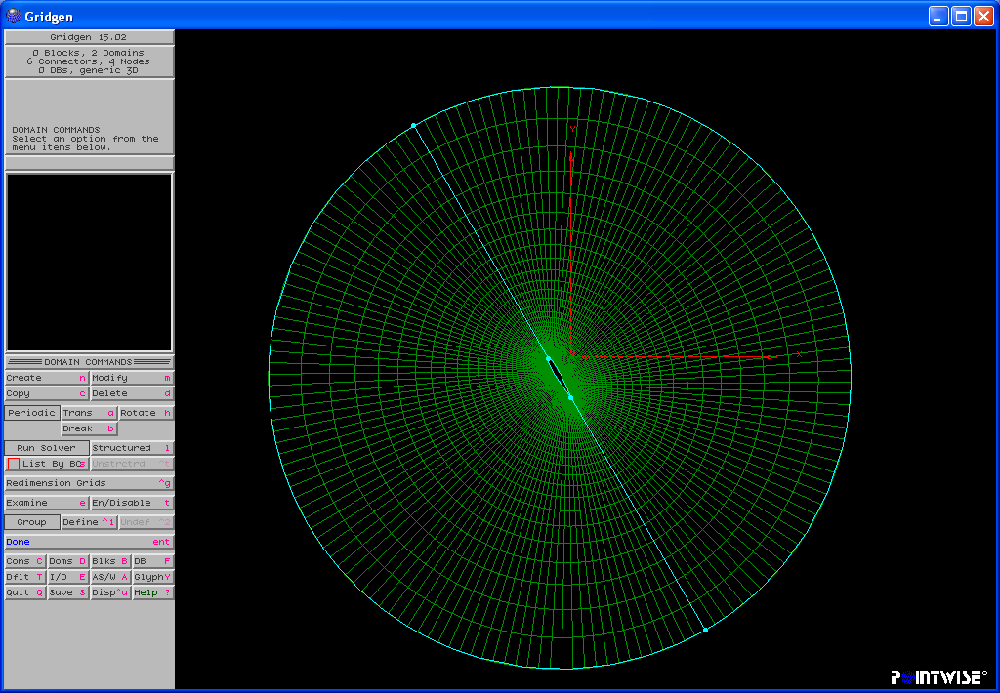 Gridgen
Gridgen 15.02
0 Blocks, 2 Domains
6 Connectors, 4 Nodes
0 DBs, generic 3D
DOMAIN COMMANDS
Select an option from the
menu items below.
DOMAIN COMMANDS
Create n Modify m
Copy c Delete d
Periodic Trans a Rotate h
Break b
Run Solver Structured l
List By BCs Unstrctrd ^t
Redimension Grids ^g
Examine e En/Disable t
Group Define ^1 Undef ^2
Done ent
Cons C Doms D Blks B DB F
Dflt T I/O E AS/W A Glyph Y
Quit Q Save S Disp ^a Help ?
Y
X
POINTWISE®